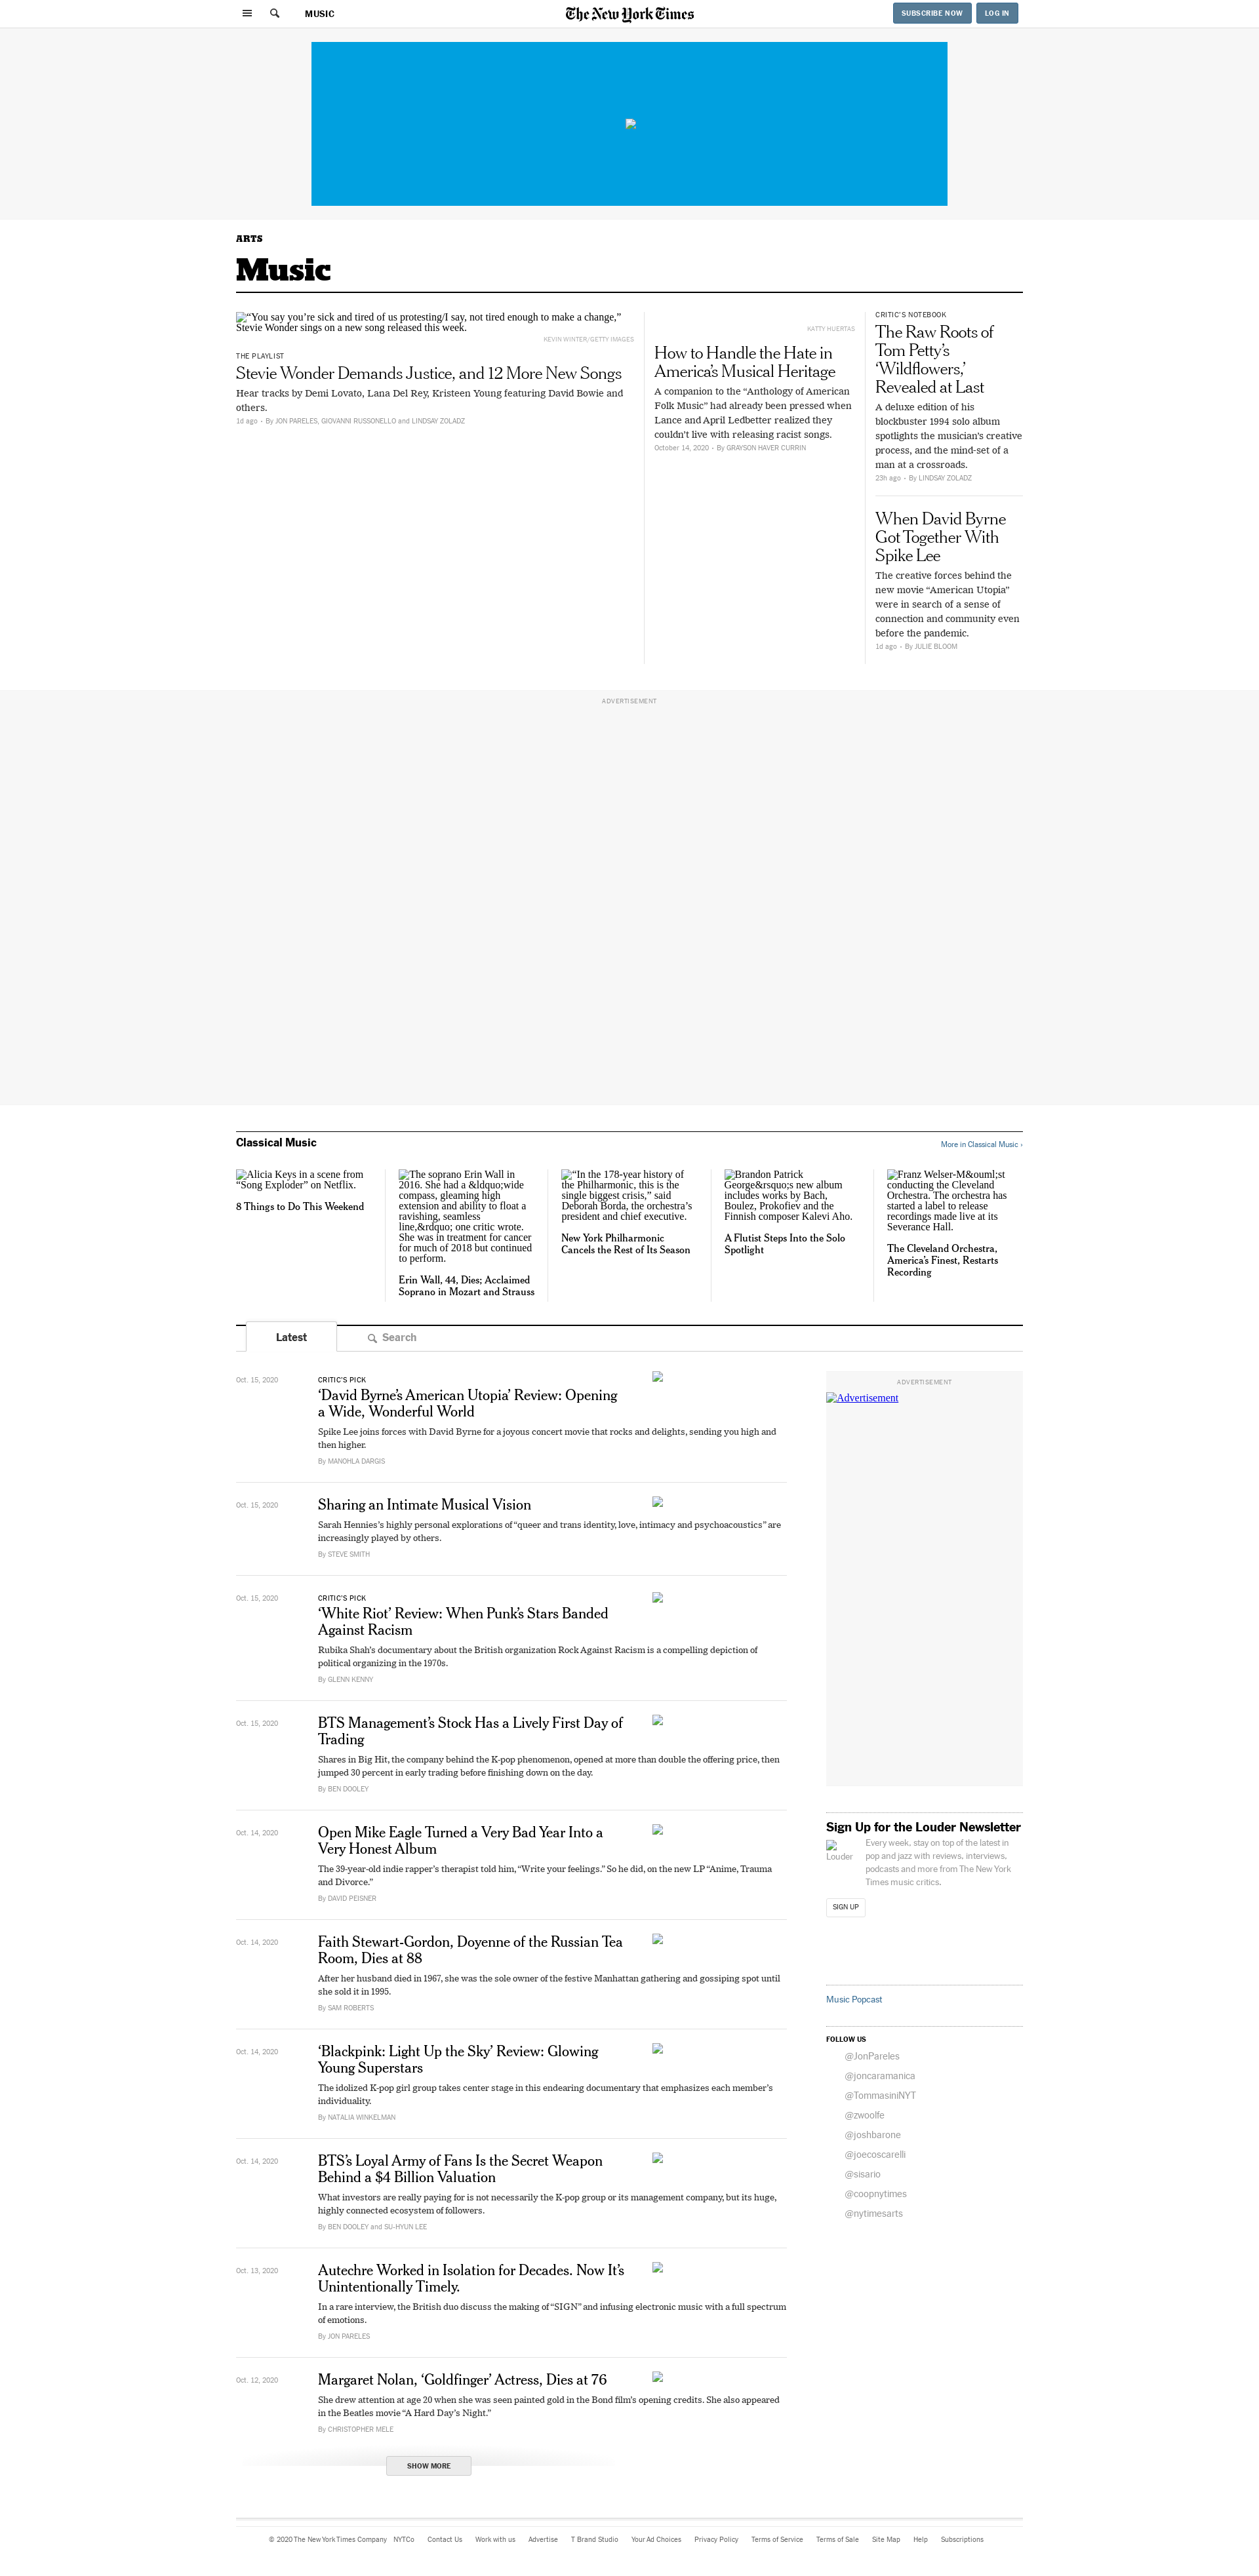 MUSIC
The New York Times
SUBSCRIBE NOW
LOG IN
ARTS
Music
“You say you’re sick and tired of us protesting/I say, not tired enough to make a change,”
Stevie Wonder sings on a new song released this week.
KEVIN WINTER/GETTY IMAGES
THE PLAYLIST
Stevie Wonder Demands Justice, and 12 More New Songs
Hear tracks by Demi Lovato, Lana Del Rey, Kristeen Young featuring David Bowie and
others.
1d ago • By JON PARELES, GIOVANNI RUSSONELLO and LINDSAY ZOLADZ
KATTY HUERTAS
How to Handle the Hate in
America’s Musical Heritage
A companion to the “Anthology of American
Folk Music” had already been pressed when
Lance and April Ledbetter realized they
couldn’t live with releasing racist songs.
October 14, 2020 • By GRAYSON HAVER CURRIN
CRITIC’S NOTEBOOK
The Raw Roots of
Tom Petty’s
‘Wildflowers,’
Revealed at Last
A deluxe edition of his
blockbuster 1994 solo album
spotlights the musician’s creative
process, and the mind-set of a
man at a crossroads.
23h ago • By LINDSAY ZOLADZ
When David Byrne
Got Together With
Spike Lee
The creative forces behind the
new movie “American Utopia”
were in search of a sense of
connection and community even
before the pandemic.
1d ago • By JULIE BLOOM
ADVERTISEMENT
Classical Music
More in Classical Music ›
Alicia Keys in a scene from
“Song Exploder” on Netflix.
8 Things to Do This Weekend
The soprano Erin Wall in
2016. She had a &ldquo;wide
compass, gleaming high
extension and ability to float a
ravishing, seamless
line,&rdquo; one critic wrote.
She was in treatment for cancer
for much of 2018 but continued
to perform.
Erin Wall, 44, Dies; Acclaimed
Soprano in Mozart and Strauss
“In the 178-year history of
the Philharmonic, this is the
single biggest crisis,” said
Deborah Borda, the orchestra’s
president and chief executive.
New York Philharmonic
Cancels the Rest of Its Season
Brandon Patrick
George&rsquo;s new album
includes works by Bach,
Boulez, Prokofiev and the
Finnish composer Kalevi Aho.
A Flutist Steps Into the Solo
Spotlight
Franz Welser-M&ouml;st
conducting the Cleveland
Orchestra. The orchestra has
started a label to release
recordings made live at its
Severance Hall.
The Cleveland Orchestra,
America’s Finest, Restarts
Recording
Latest
Search
Oct. 15, 2020
CRITIC’S PICK
‘David Byrne’s American Utopia’ Review: Opening
a Wide, Wonderful World
Spike Lee joins forces with David Byrne for a joyous concert movie that rocks and delights, sending you high and
then higher.
By MANOHLA DARGIS
Oct. 15, 2020
Sharing an Intimate Musical Vision
Sarah Hennies’s highly personal explorations of “queer and trans identity, love, intimacy and psychoacoustics” are
increasingly played by others.
By STEVE SMITH
Oct. 15, 2020
CRITIC’S PICK
‘White Riot’ Review: When Punk’s Stars Banded
Against Racism
Rubika Shah’s documentary about the British organization Rock Against Racism is a compelling depiction of
political organizing in the 1970s.
By GLENN KENNY
Oct. 15, 2020
BTS Management’s Stock Has a Lively First Day of
Trading
Shares in Big Hit, the company behind the K-pop phenomenon, opened at more than double the offering price, then
jumped 30 percent in early trading before finishing down on the day.
By BEN DOOLEY
Oct. 14, 2020
Open Mike Eagle Turned a Very Bad Year Into a
Very Honest Album
The 39-year-old indie rapper’s therapist told him, “Write your feelings.” So he did, on the new LP “Anime, Trauma
and Divorce.”
By DAVID PEISNER
Oct. 14, 2020
Faith Stewart-Gordon, Doyenne of the Russian Tea
Room, Dies at 88
After her husband died in 1967, she was the sole owner of the festive Manhattan gathering and gossiping spot until
she sold it in 1995.
By SAM ROBERTS
Oct. 14, 2020
‘Blackpink: Light Up the Sky’ Review: Glowing
Young Superstars
The idolized K-pop girl group takes center stage in this endearing documentary that emphasizes each member’s
individuality.
By NATALIA WINKELMAN
Oct. 14, 2020
BTS’s Loyal Army of Fans Is the Secret Weapon
Behind a $4 Billion Valuation
What investors are really paying for is not necessarily the K-pop group or its management company, but its huge,
highly connected ecosystem of followers.
By BEN DOOLEY and SU-HYUN LEE
Oct. 13, 2020
Autechre Worked in Isolation for Decades. Now It’s
Unintentionally Timely.
In a rare interview, the British duo discuss the making of “SIGN” and infusing electronic music with a full spectrum
of emotions.
By JON PARELES
Oct. 12, 2020
Margaret Nolan, ‘Goldfinger’ Actress, Dies at 76
She drew attention at age 20 when she was seen painted gold in the Bond film’s opening credits. She also appeared
in the Beatles movie “A Hard Day’s Night.”
By CHRISTOPHER MELE
SHOW MORE
ADVERTISEMENT
Advertisement
Sign Up for the Louder Newsletter
Louder
Every week, stay on top of the latest in
pop and jazz with reviews, interviews,
podcasts and more from The New York
Times music critics.
SIGN UP
Music Popcast
FOLLOW US
@JonPareles
@joncaramanica
@TommasiniNYT
@zwoolfe
@joshbarone
@joecoscarelli
@sisario
@coopnytimes
@nytimesarts
© 2020 The New York Times Company NYTCo Contact Us Work with us Advertise T Brand Studio Your Ad Choices Privacy Policy Terms of Service Terms of Sale Site Map Help Subscriptions